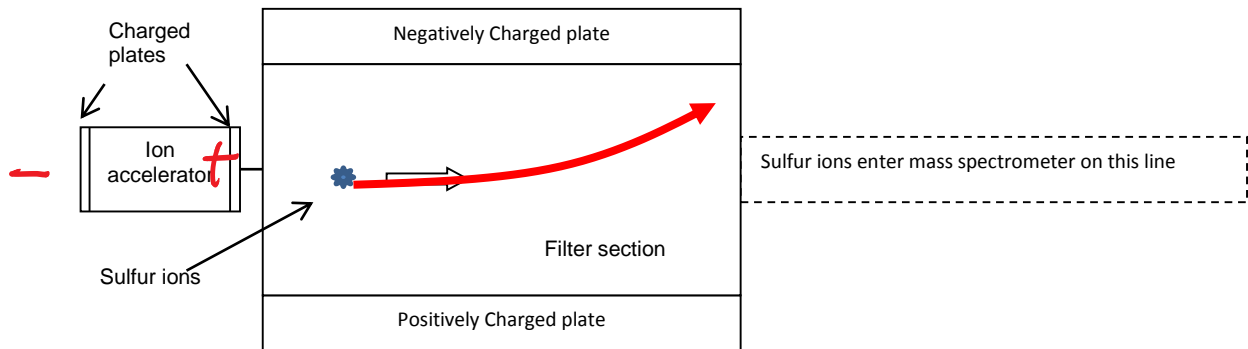 Negatively Charged plate
Charged
plates
Ion
accelerator
Sulfur ions enter mass spectrometer on this line
Filter section
Sulfur ions
Positively Charged plate
-
+